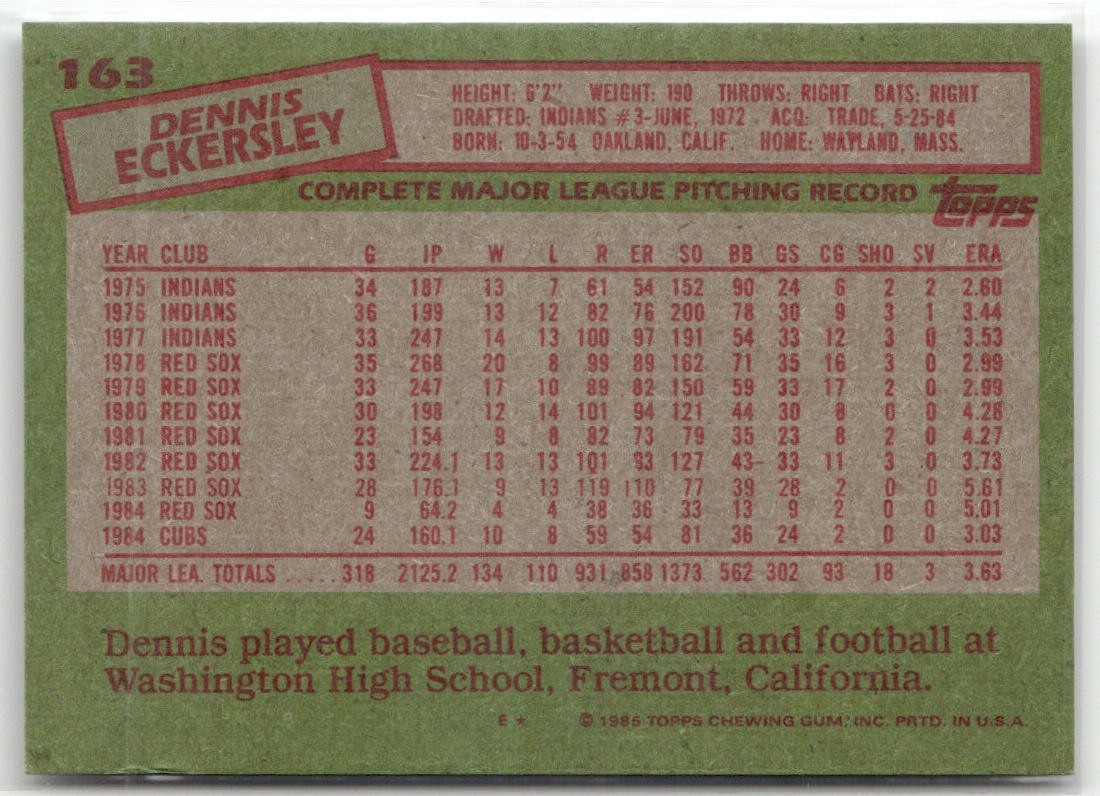 163
DENNIS
ECKERSLEY
HEIGHT: 6'2" WEIGHT: 190 THROWS: RIGHT BATS: RIGHT
DRAFTED: INDIANS #3-JUNE, 1972 . ACQ: TRADE, 5-25-84
BORN: 10-3-54 OAKLAND, CALIF. HOME: WAYLAND, MASS.
COMPLETE MAJOR LEAGUE PITCHING RECORD
TOPPS
YEAR CLUB G IP W L R ER SO BB GS CG SHO SV ERA
1975 INDIANS 34 187 13 7 61 54 152 90 24 6 2 2 2.60
1976 INDIANS 36 199 13 12 82 76 200 78 30 9 3 1 3.44
1977 INDIANS 33 247 14 13 100 97 191 54 33 12 3 0 3.53
1978 RED SOX 35 268 20 8 99 89 162 71 35 16 3 0 2.99
1979 RED SOX 33 247 17 10 89 82 150 59 33 17 2 0 2.99
1980 RED SOX 30 198 12 14 101 94 121 44 30 8 0 0 4.28
1981 RED SOX 23 154 9 8 82 73 79 35 23 8 2 0 4.27
1982 RED SOX 33 224.1 13 13 101 93 127 43 33 11 3 0 3.73
1983 RED SOX 28 176.1 9 13 119 110 77 39 28 2 0 0 5.61
1984 RED SOX 9 64.2 4 4 38 36 33 13 9 2 0 0 5.01
1984 CUBS 24 160.1 10 8 59 54 81 36 24 2 0 0 3.03
MAJOR LEA. TOTALS ..... 318 2125.2 134 110 931 858 1373 562 302 93 18 3 3.63
Dennis played baseball, basketball and football at
Washington High School, Fremont, California.
E★ © 1985 TOPPS CHEWING GUM, INC. PRTD. IN U.S.A.